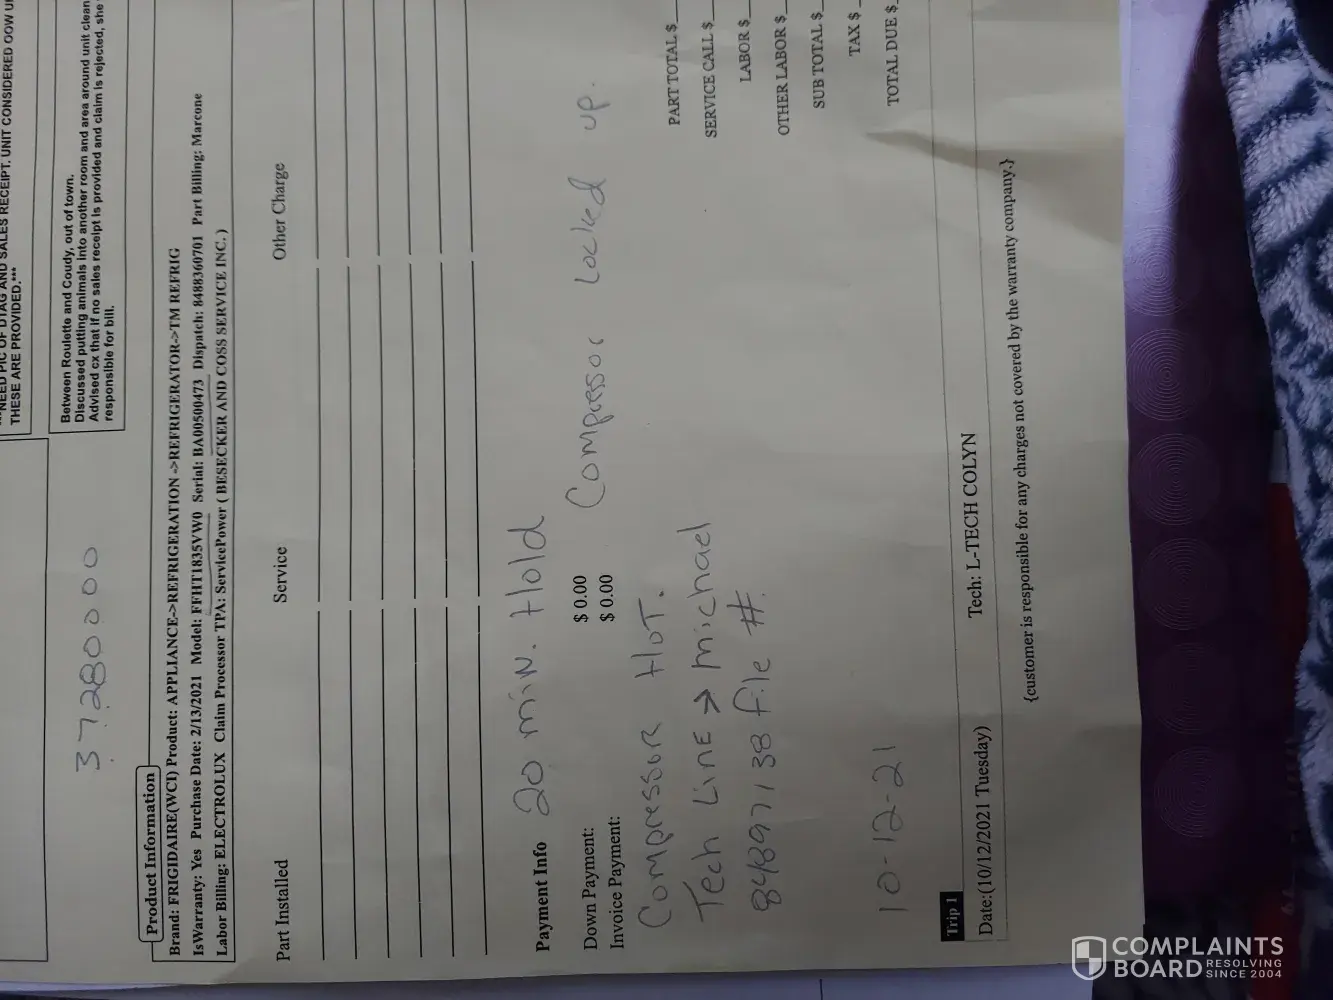 ***NEED PIC OF DTAG AND SALES RECEIPT. UNIT CONSIDERED OOW
THESE ARE PROVIDED.***
Between Roulette and Coudy, out of town.
Discussed putting animals into another room and area around unit clean
Advised cx that if no sales receipt is provided and claim is rejected, she
responsible for bill.
37280000
Product Information
Brand: FRIGIDAIRE(WCI) Product: APPLIANCE->REFRIGERATION ->REFRIGERATOR->TM REFRIG
IsWarranty: Yes Purchase Date: 2/13/2021 Model: FFHT1835VW0 Serial: BA00500473 Dispatch: 8488360701 Part Billing: Marcone
Labor Billing: ELECTROLUX Claim Processor TPA: ServicePower ( BESECKER AND COSS SERVICE INC.)
Part Installed Service Other Charge
Payment Info 20 min. Hold
Down Payment: $ 0.00 Compressor Locked up.
Invoice Payment: $ 0.00
Compressor HOT.
Tech Line → michael
84897138 file #.
10-12-21
PART TOTAL $
SERVICE CALL $
LABOR $
OTHER LABOR $
SUB TOTAL $
TAX $
TOTAL DUE $
Trip 1
Date:(10/12/2021 Tuesday) Tech: L-TECH COLYN
{customer is responsible for any charges not covered by the warranty company.}
COMPLAINTS
BOARD RESOLVING
SINCE 2004